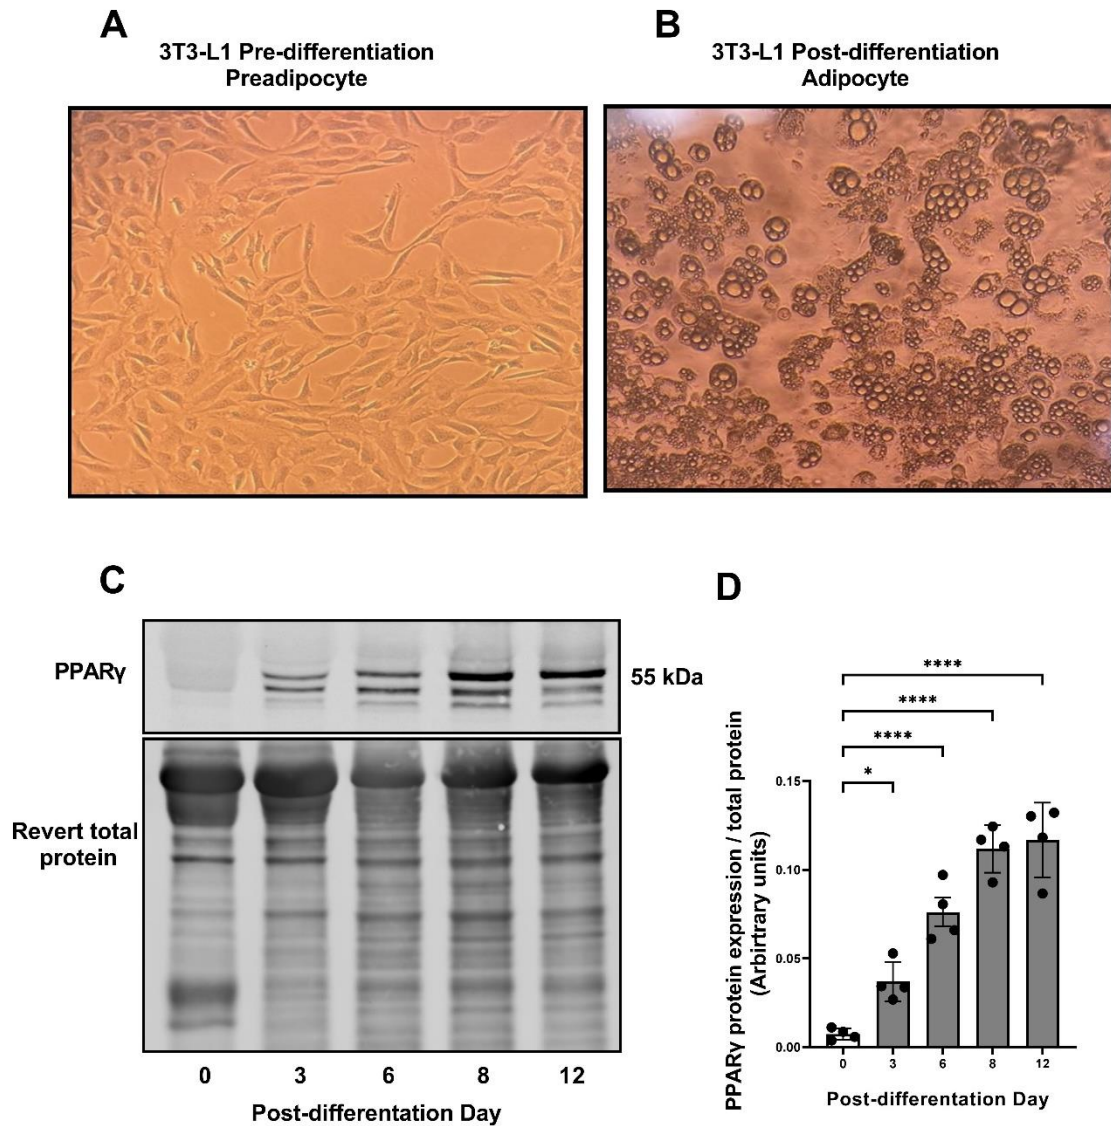 A
3T3-L1 Pre-differentiation
Preadipocyte
B
3T3-L1 Post-differentiation
Adipocyte
C
PPARγ
55 kDa
Revert total
protein
0 3 6 8 12
Post-differentation Day
D
PPARγ protein expression / total protein
(Arbirtrary units)
****
****
****
*
0.15
0.10
0.05
0.00
0 3 6 8 12
Post-differentation Day